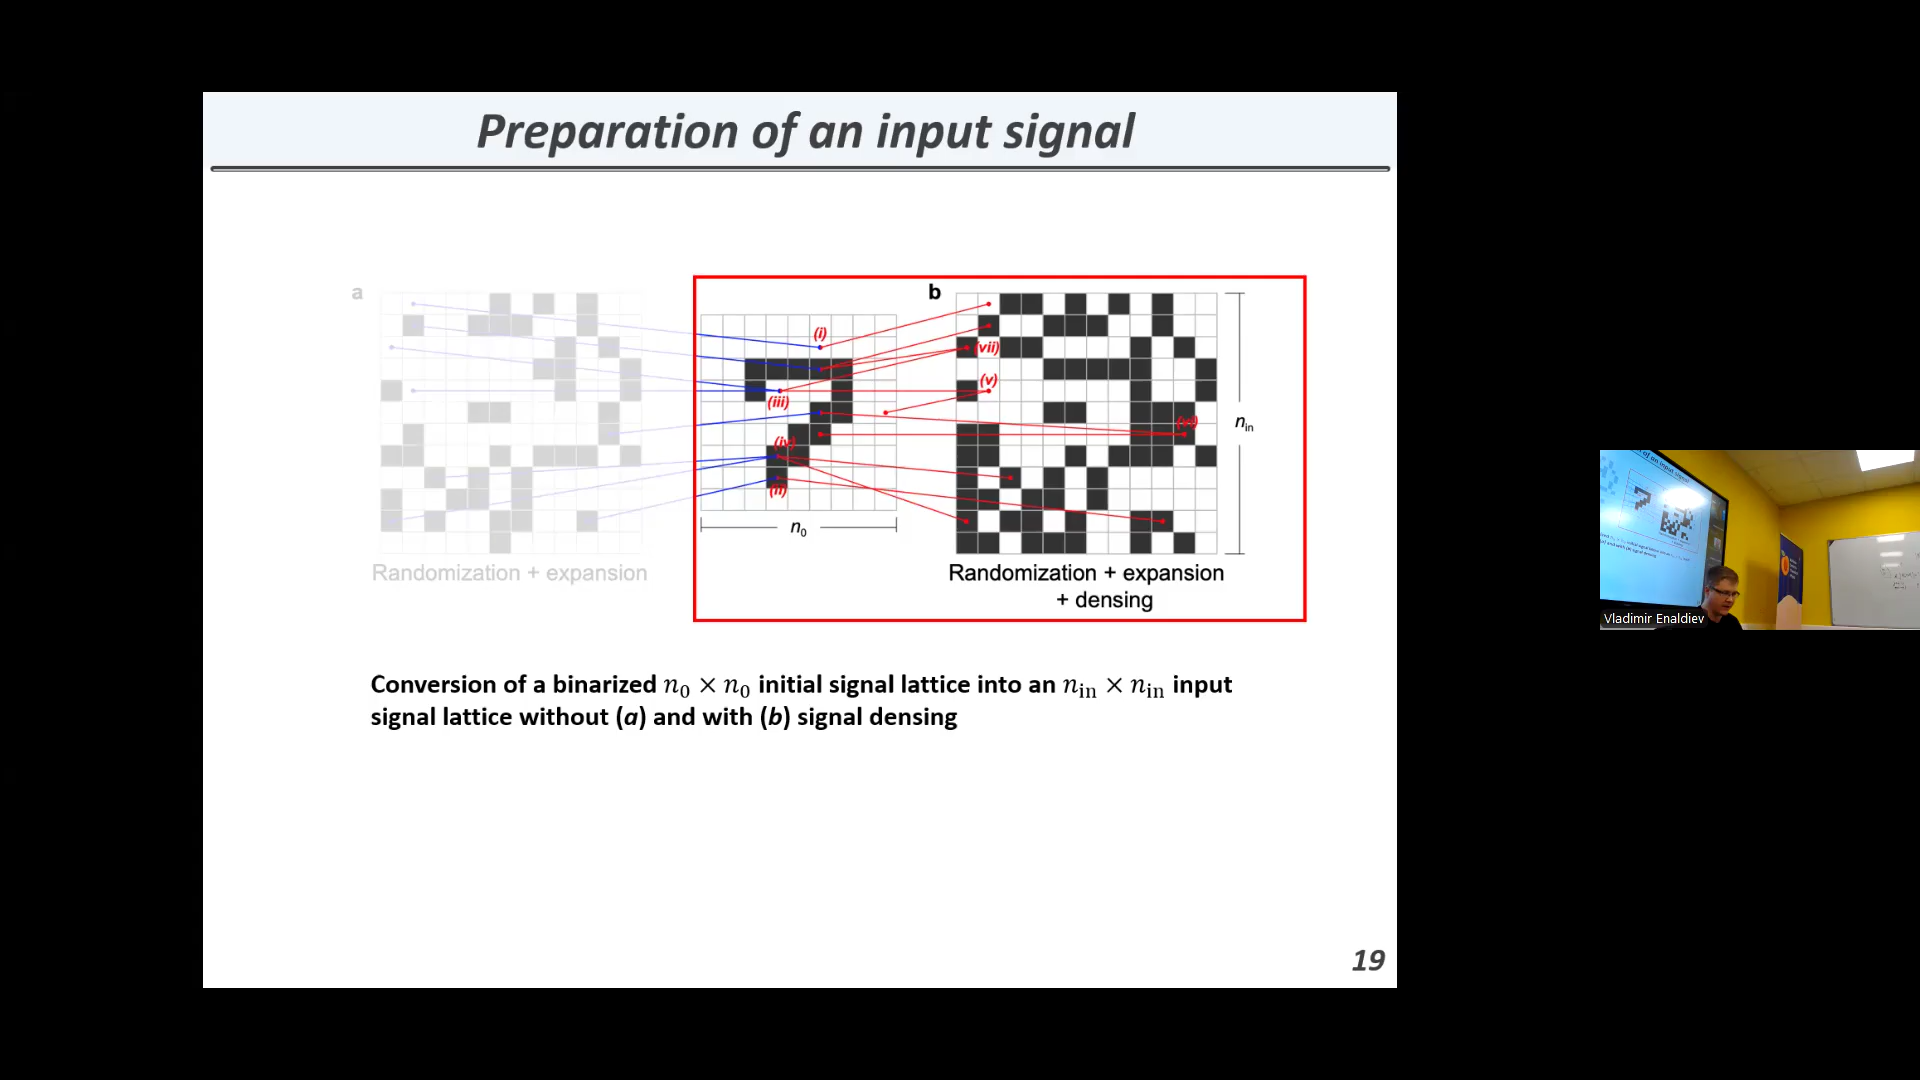 Preparation of an input signal
a
b
(i)
(vii)
(v)
(iii)
(vi)
(iv)
(ii)
n0
nin
Randomization + expansion
Randomization + expansion
+ densing
Conversion of a binarized n₀ × n₀ initial signal lattice into an nin × nin input
signal lattice without (a) and with (b) signal densing
19
Vladimir Enaldiev